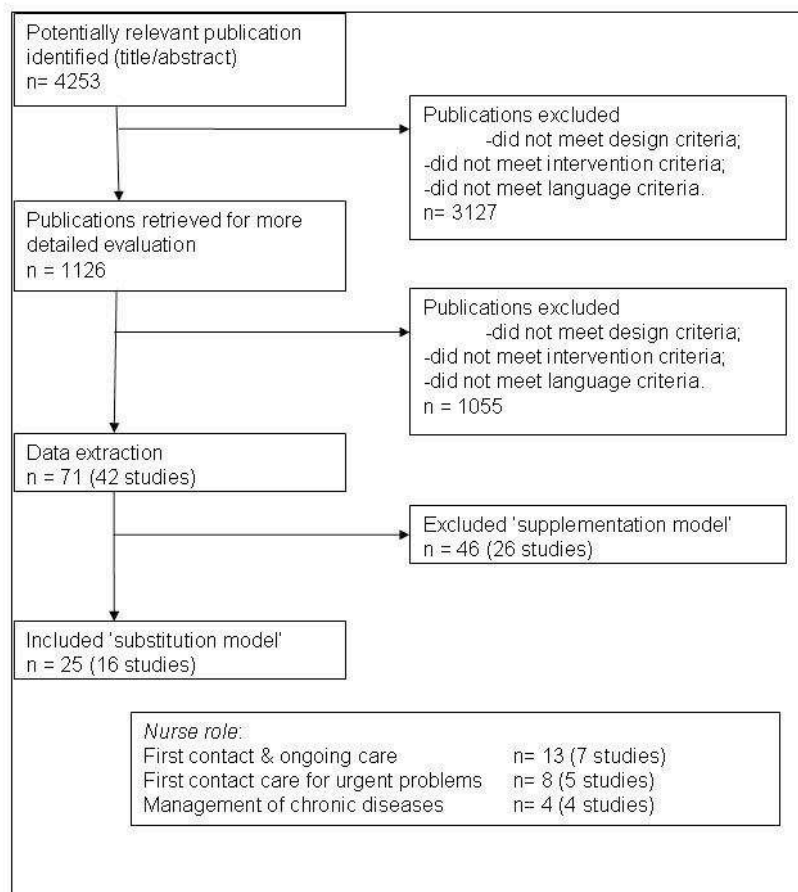 Potentially relevant publication
identified (title/abstract)
n= 4253
Publications excluded
-did not meet design criteria;
-did not meet intervention criteria;
-did not meet language criteria.
n= 3127
Publications retrieved for more
detailed evaluation
n = 1126
Publications excluded
-did not meet design criteria;
-did not meet intervention criteria;
-did not meet language criteria.
n = 1055
Data extraction
n = 71 (42 studies)
Excluded 'supplementation model'
n = 46 (26 studies)
Included 'substitution model'
n = 25 (16 studies)
Nurse role:
First contact & ongoing care n= 13 (7 studies)
First contact care for urgent problems n= 8 (5 studies)
Management of chronic diseases n= 4 (4 studies)